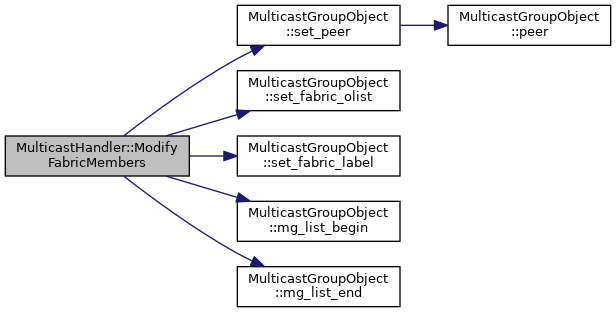 MulticastHandler::Modify
FabricMembers
MulticastGroupObject
::set_peer
MulticastGroupObject
::peer
MulticastGroupObject
::set_fabric_olist
MulticastGroupObject
::set_fabric_label
MulticastGroupObject
::mg_list_begin
MulticastGroupObject
::mg_list_end